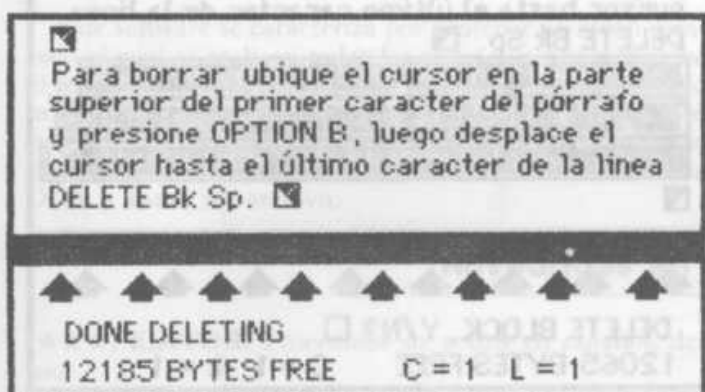 Para borrar ubique el cursor en la parte
superior del primer caracter del párrafo
y presione OPTION B, luego desplace el
cursor hasta el último caracter de la linea
DELETE Bk Sp.
DONE DELETING
12185 BYTES FREE C = 1 L = 1